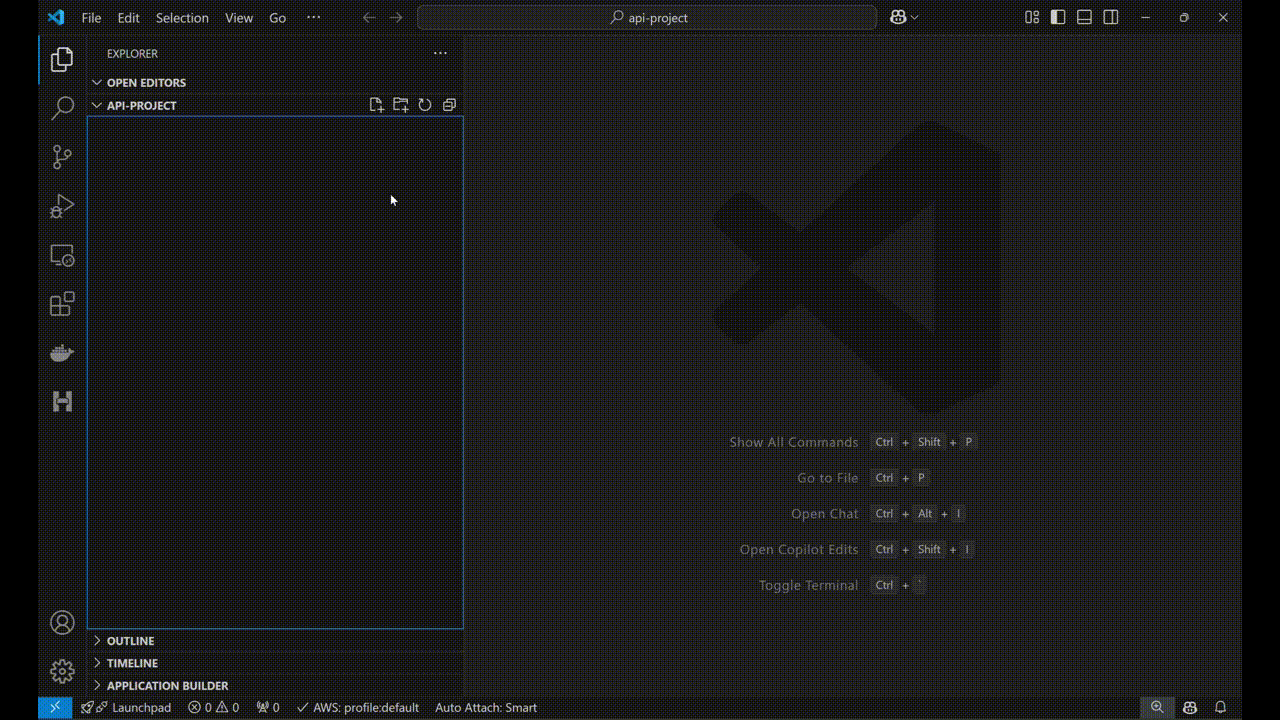 File Edit Selection View Go ··· api-project
EXPLORER ···
OPEN EDITORS
API-PROJECT
Show All Commands Ctrl + Shift + P
Go to File Ctrl + P
Open Chat Ctrl + Alt + I
Open Copilot Edits Ctrl + Shift + I
Toggle Terminal Ctrl + `
OUTLINE
TIMELINE
APPLICATION BUILDER
Launchpad 0 0 0 AWS: profile:default Auto Attach: Smart